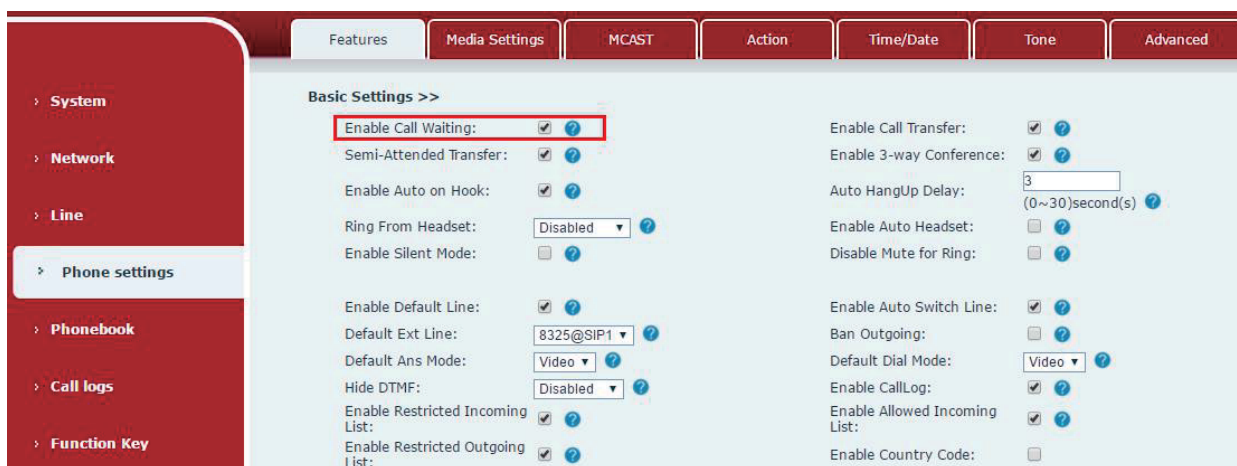 Features Media Settings MCAST Action Time/Date Tone Advanced
System
Network
Line
Phone settings
Phonebook
Call logs
Function Key
Basic Settings >>
Enable Call Waiting: Enable Call Transfer:
Semi-Attended Transfer: Enable 3-way Conference:
Enable Auto on Hook: Auto HangUp Delay: 3
(0~30)second(s)
Ring From Headset: Disabled Enable Auto Headset:
Enable Silent Mode: Disable Mute for Ring:
Enable Default Line: Enable Auto Switch Line:
Default Ext Line: 8325@SIP1 Ban Outgoing:
Default Ans Mode: Video Default Dial Mode: Video
Hide DTMF: Disabled Enable CallLog:
Enable Restricted Incoming Enable Allowed Incoming
List: List:
Enable Restricted Outgoing Enable Country Code:
List: